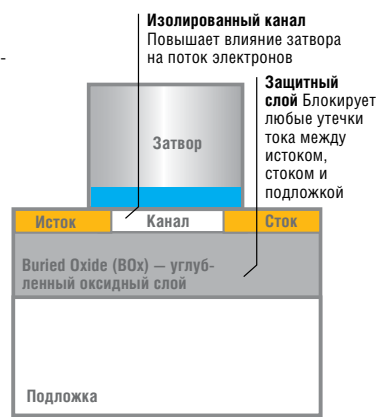 Изолированный канал
Повышает влияние затвора
на поток электронов
-
Защитный
слой Блокирует
любые утечки
тока между
истоком,
стоком и
подложкой
Затвор
Исток
Канал
Сток
Buried Oxide (BOx) — углуб-
ленный оксидный слой
Подложка